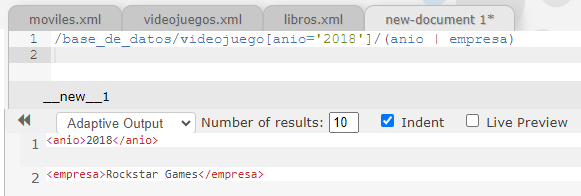 moviles.xml videojuegos.xml libros.xml new-document 1*
1 /base_de_datos/videojuego[anio='2018']/(anio | empresa)
2
__new__1
Adaptive Output Number of results: 10 Indent Live Preview
1 <anio>2018</anio>
2 <empresa>Rockstar Games</empresa>